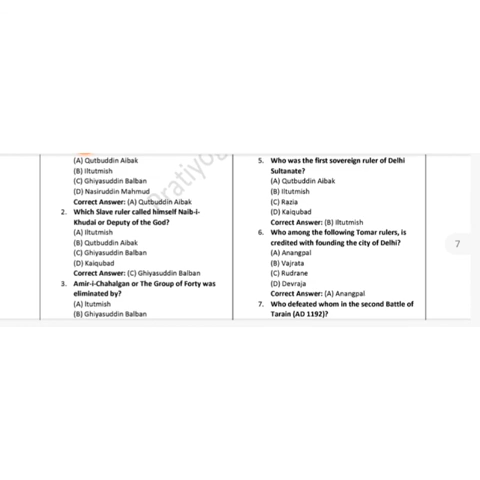 (A) Qutbuddin Aibak
(B) Iltutmish
(C) Ghiyasuddin Balban
(D) Nasiruddin Mahmud
Correct Answer: (A) Qutbuddin Aibak
2. Which Slave ruler called himself Naib-i-
Khudai or Deputy of the God?
(A) Iltutmish
(B) Qutbuddin Aibak
(C) Ghiyasuddin Balban
(D) Kaiqubad
Correct Answer: (C) Ghiyasuddin Balban
3. Amir-i-Chahalgan or The Group of Forty was
eliminated by?
(A) Itutmish
(B) Ghiyasuddin Balban
5. Who was the first sovereign ruler of Delhi
Sultanate?
(A) Qutbuddin Aibak
(B) Iltutmish
(C) Razia
(D) Kaiqubad
Correct Answer: (B) Iltutmish
6. Who among the following Tomar rulers, is
credited with founding the city of Delhi?
(A) Anangpal
(B) Vajrata
(C) Rudrane
(D) Devraja
Correct Answer: (A) Anangpal
7. Who defeated whom in the second Battle of
Tarain (AD 1192)?
7